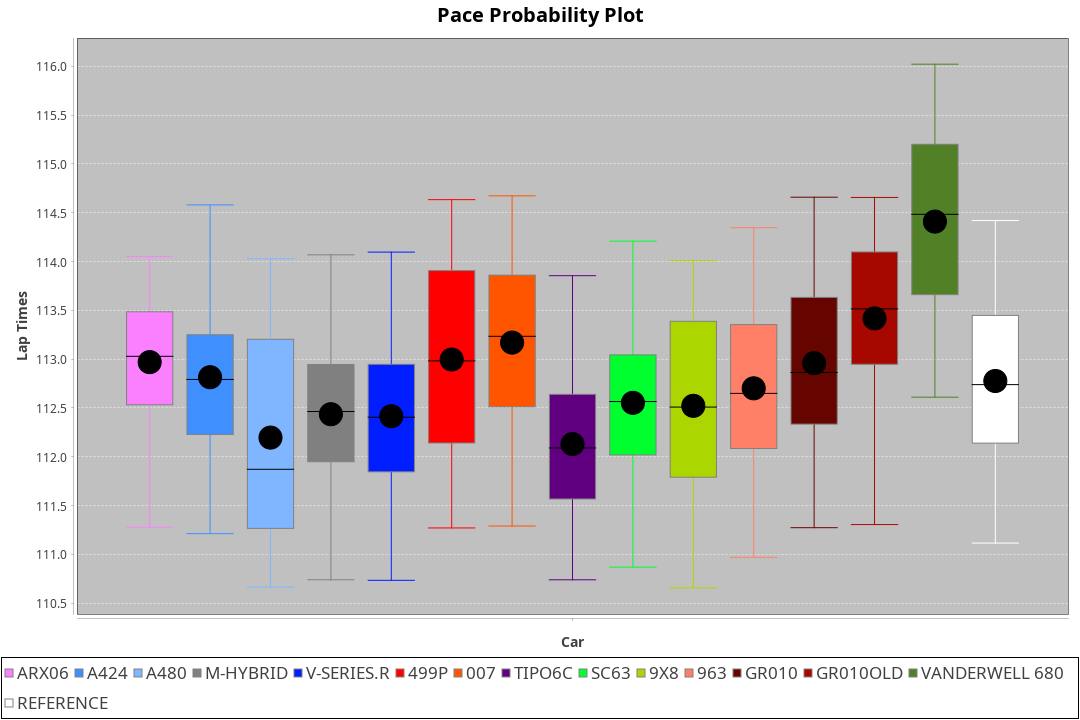 Pace Probability Plot
116.0
115.5
115.0
114.5
114.0
113.5
113.0
112.5
112.0
111.5
111.0
110.5
Lap Times
Car
ARX06 A424 A480 M-HYBRID V-SERIES.R 499P 007 TIPO6C SC63 9X8 963 GR010 GR010OLD VANDERWELL 680
REFERENCE